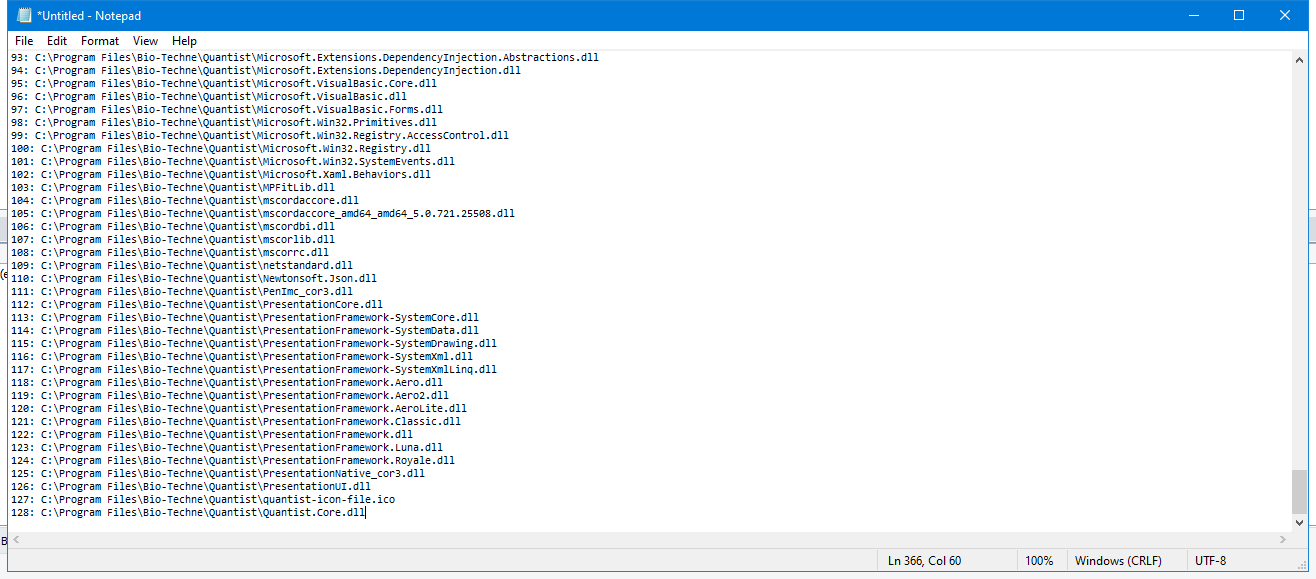 *Untitled - Notepad
File Edit Format View Help
93: C:\Program Files\Bio-Techne\Quantist\Microsoft.Extensions.DependencyInjection.Abstractions.dll
94: C:\Program Files\Bio-Techne\Quantist\Microsoft.Extensions.DependencyInjection.dll
95: C:\Program Files\Bio-Techne\Quantist\Microsoft.VisualBasic.Core.dll
96: C:\Program Files\Bio-Techne\Quantist\Microsoft.VisualBasic.dll
97: C:\Program Files\Bio-Techne\Quantist\Microsoft.VisualBasic.Forms.dll
98: C:\Program Files\Bio-Techne\Quantist\Microsoft.Win32.Primitives.dll
99: C:\Program Files\Bio-Techne\Quantist\Microsoft.Win32.Registry.AccessControl.dll
100: C:\Program Files\Bio-Techne\Quantist\Microsoft.Win32.Registry.dll
101: C:\Program Files\Bio-Techne\Quantist\Microsoft.Win32.SystemEvents.dll
102: C:\Program Files\Bio-Techne\Quantist\Microsoft.Xaml.Behaviors.dll
103: C:\Program Files\Bio-Techne\Quantist\MPFitLib.dll
104: C:\Program Files\Bio-Techne\Quantist\mscordaccore.dll
105: C:\Program Files\Bio-Techne\Quantist\mscordaccore_amd64_amd64_5.0.721.25508.dll
106: C:\Program Files\Bio-Techne\Quantist\mscordbi.dll
107: C:\Program Files\Bio-Techne\Quantist\mscorlib.dll
108: C:\Program Files\Bio-Techne\Quantist\mscorrc.dll
109: C:\Program Files\Bio-Techne\Quantist\netstandard.dll
110: C:\Program Files\Bio-Techne\Quantist\Newtonsoft.Json.dll
111: C:\Program Files\Bio-Techne\Quantist\PenImc_cor3.dll
112: C:\Program Files\Bio-Techne\Quantist\PresentationCore.dll
113: C:\Program Files\Bio-Techne\Quantist\PresentationFramework-SystemCore.dll
114: C:\Program Files\Bio-Techne\Quantist\PresentationFramework-SystemData.dll
115: C:\Program Files\Bio-Techne\Quantist\PresentationFramework-SystemDrawing.dll
116: C:\Program Files\Bio-Techne\Quantist\PresentationFramework-SystemXml.dll
117: C:\Program Files\Bio-Techne\Quantist\PresentationFramework-SystemXmlLinq.dll
118: C:\Program Files\Bio-Techne\Quantist\PresentationFramework.Aero.dll
119: C:\Program Files\Bio-Techne\Quantist\PresentationFramework.Aero2.dll
120: C:\Program Files\Bio-Techne\Quantist\PresentationFramework.AeroLite.dll
121: C:\Program Files\Bio-Techne\Quantist\PresentationFramework.Classic.dll
122: C:\Program Files\Bio-Techne\Quantist\PresentationFramework.dll
123: C:\Program Files\Bio-Techne\Quantist\PresentationFramework.Luna.dll
124: C:\Program Files\Bio-Techne\Quantist\PresentationFramework.Royale.dll
125: C:\Program Files\Bio-Techne\Quantist\PresentationNative_cor3.dll
126: C:\Program Files\Bio-Techne\Quantist\PresentationUI.dll
127: C:\Program Files\Bio-Techne\Quantist\quantist-icon-file.ico
128: C:\Program Files\Bio-Techne\Quantist\Quantist.Core.dll
Ln 366, Col 60 100% Windows (CRLF) UTF-8